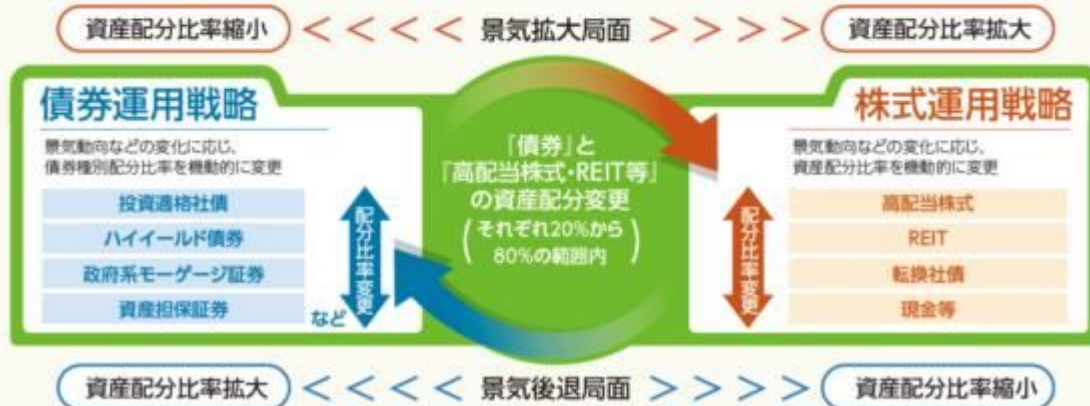 資産配分比率縮小 < < < < < 景気拡大局面 > > > > > 資産配分比率拡大
債券運用戦略
景気動向などの変化に応じ、
債券種別配分比率を機動的に変更
投資適格社債
ハイイールド債券
政府系モーゲージ証券
資産担保証券
など
配分比率変更
『債券』と
『高配当株式・REIT等』
の資産配分変更
(それぞれ20%から
80%の範囲内)
株式運用戦略
景気動向などの変化に応じ、
資産配分比率を機動的に変更
配分比率変更
高配当株式
REIT
転換社債
現金等
資産配分比率拡大 < < < < < 景気後退局面 > > > > > 資産配分比率縮小